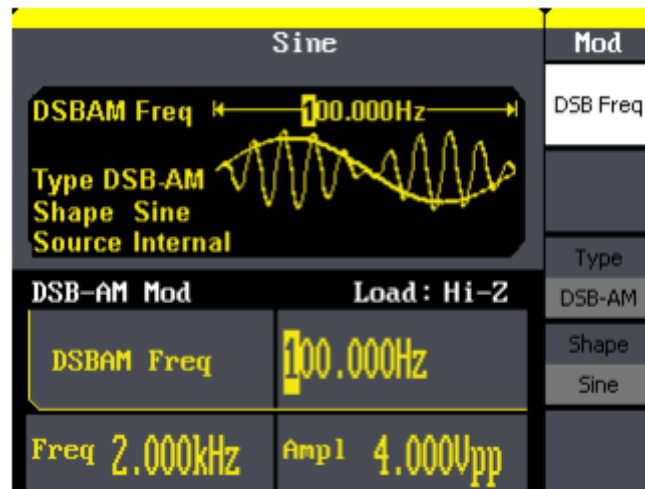 Sine
Mod
DSBAM Freq 100.000Hz
DSB Freq
Type DSB-AM
Shape Sine
Source Internal
Type
DSB-AM Mod Load: Hi-Z
DSB-AM
DSBAM Freq 100.000Hz
Shape
Sine
Freq 2.000kHz Ampl 4.000Vpp